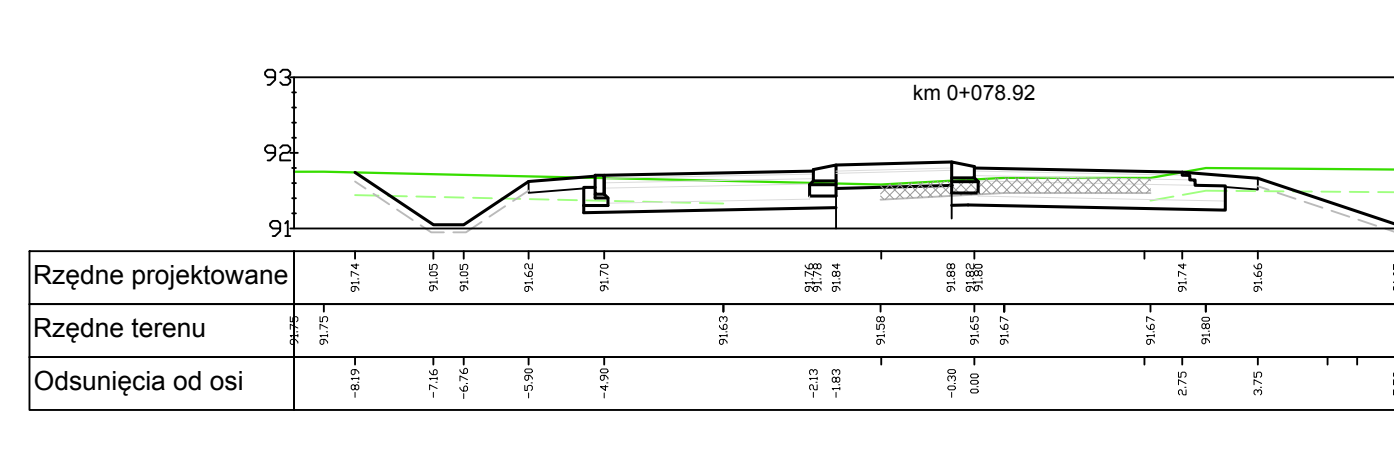 93
km 0+078.92
92
91
Rzędne projektowane 91.74 91.05 91.05 91.62 91.70 91.76 91.78 91.84 91.88 91.82 91.80 91.74 91.66
Rzędne terenu 91.75 91.75 91.63 91.58 91.65 91.67 91.67 91.80
Odsunięcia od osi -8.19 -7.16 -6.76 -5.90 -4.90 -2.13 -1.83 -0.30 0.00 2.75 3.75